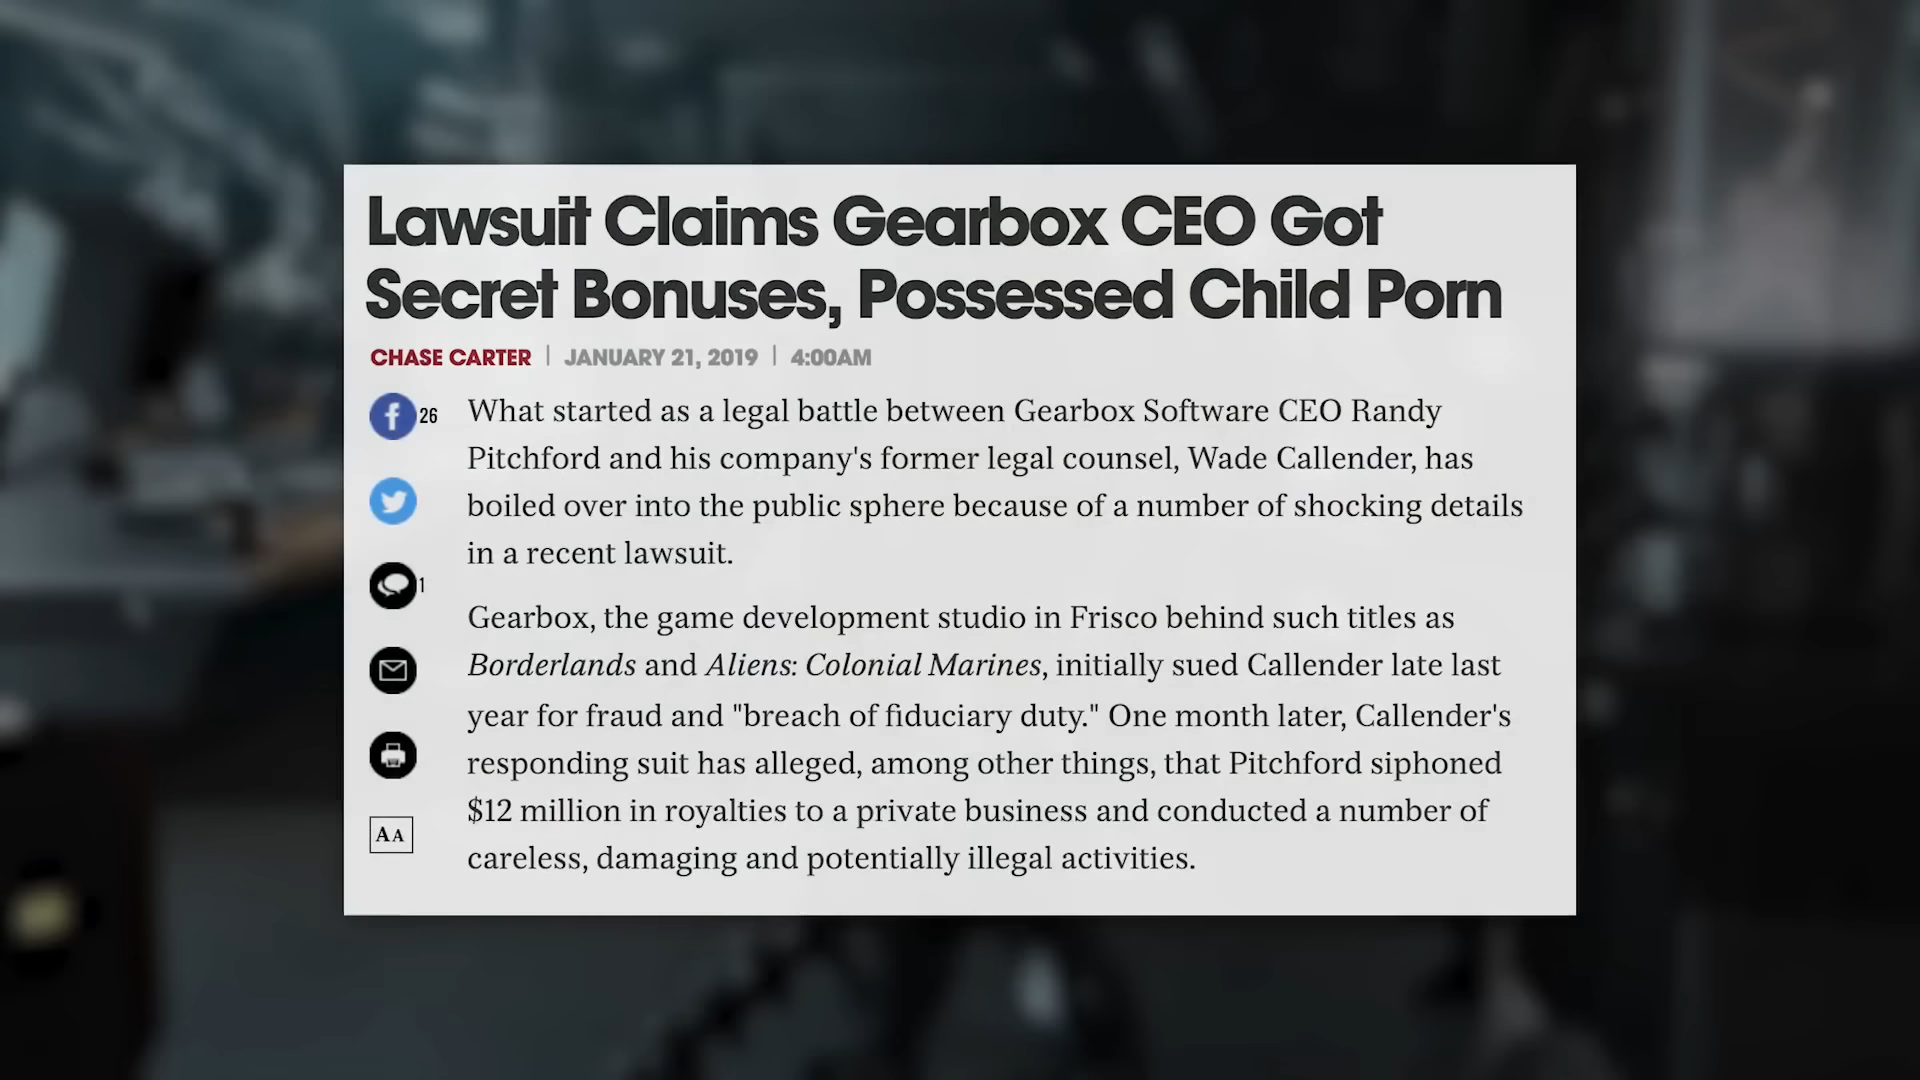 Lawsuit Claims Gearbox CEO Got
Secret Bonuses, Possessed Child Porn
CHASE CARTER | JANUARY 21, 2019 | 4:00AM
26
What started as a legal battle between Gearbox Software CEO Randy
Pitchford and his company's former legal counsel, Wade Callender, has
boiled over into the public sphere because of a number of shocking details
in a recent lawsuit.
1
Gearbox, the game development studio in Frisco behind such titles as
Borderlands and Aliens: Colonial Marines, initially sued Callender late last
year for fraud and "breach of fiduciary duty." One month later, Callender's
responding suit has alleged, among other things, that Pitchford siphoned
$12 million in royalties to a private business and conducted a number of
careless, damaging and potentially illegal activities.
AA